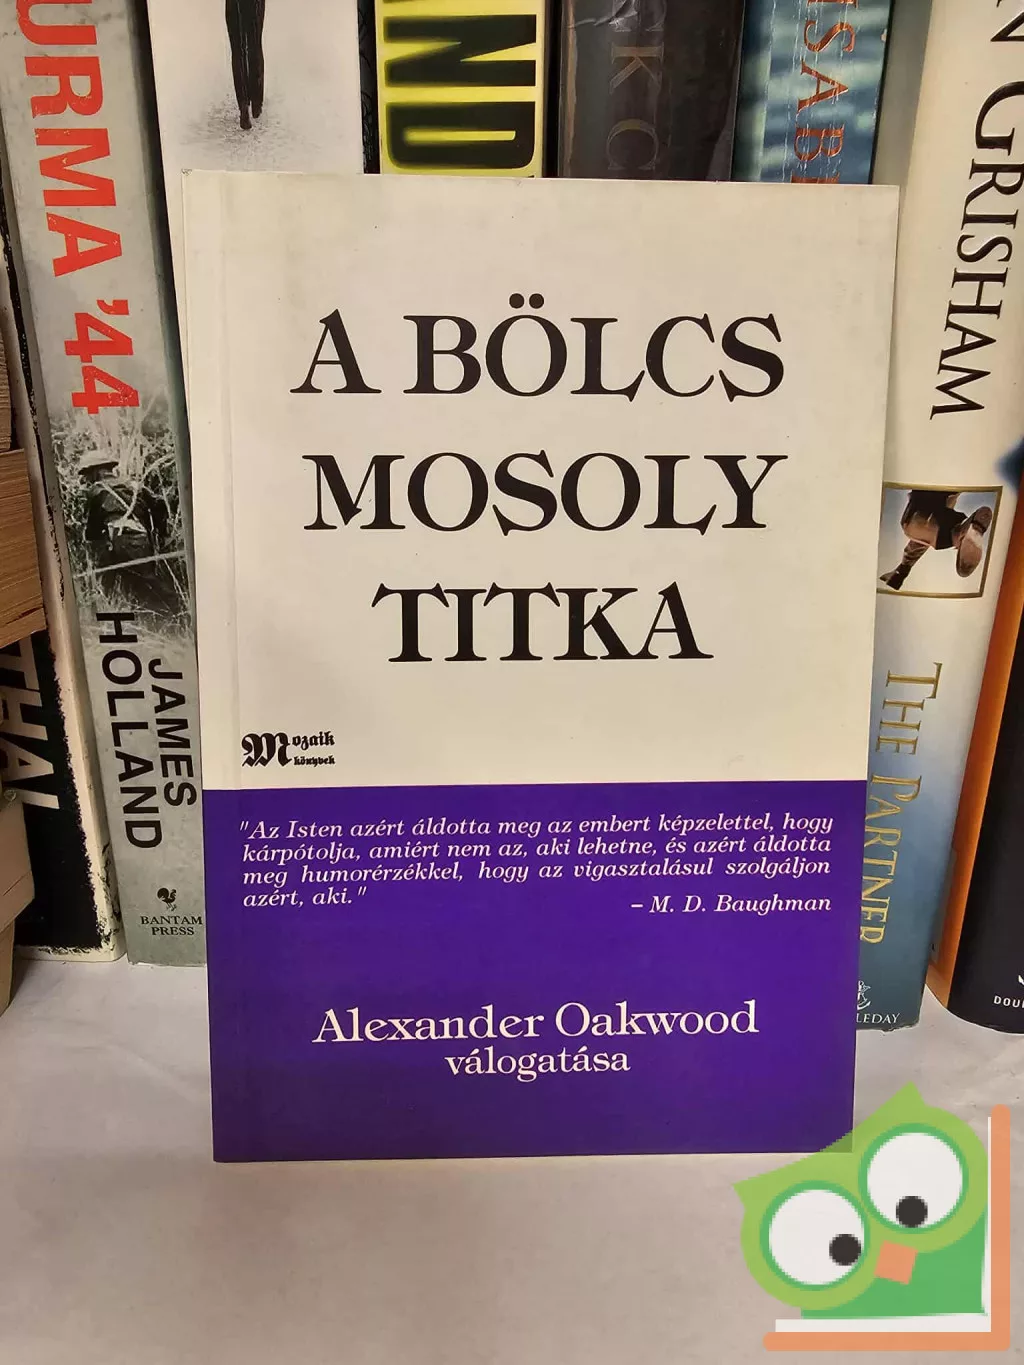 URMA '44
JAMES
HOLLAND
BANTAM
PRESS
AND
GRISHAM
THE PARTNER
A BÖLCS
MOSOLY
TITKA
Mozaik
könyvek
"Az Isten azért áldotta meg az embert képzelettel, hogy
kárpótolja, amiért nem az, aki lehetne, és azért áldotta
meg humorérzékkel, hogy az vigasztalásul szolgáljon
azért, aki."
– M. D. Baughman
Alexander Oakwood
válogatása